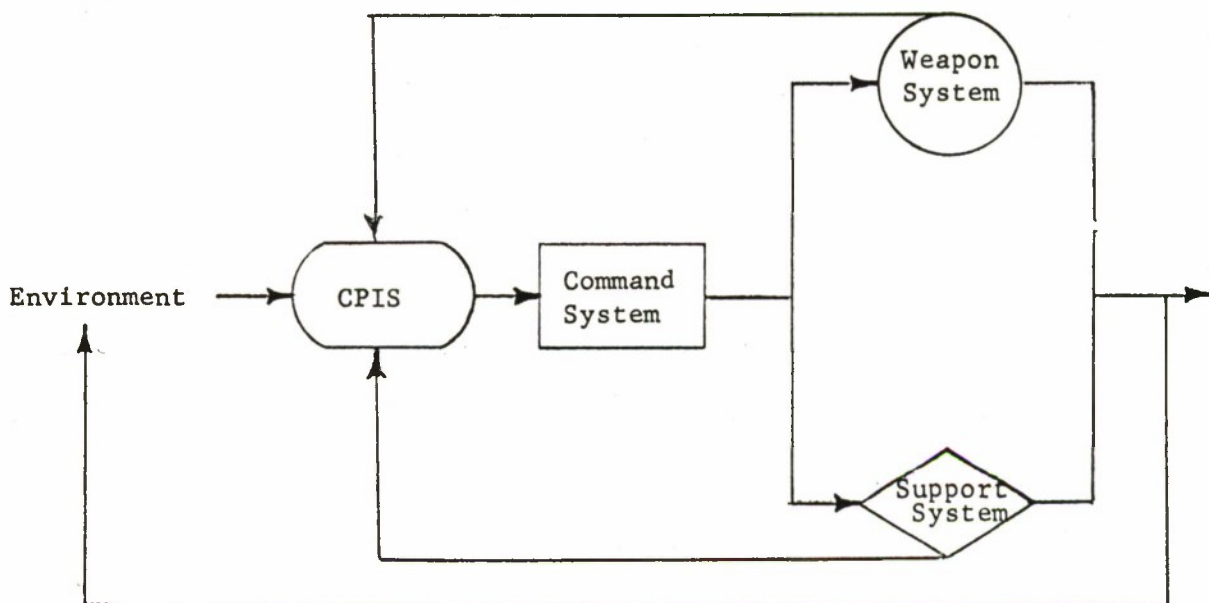 Weapon
System
Environment
CPIS
Command
System
Support
System